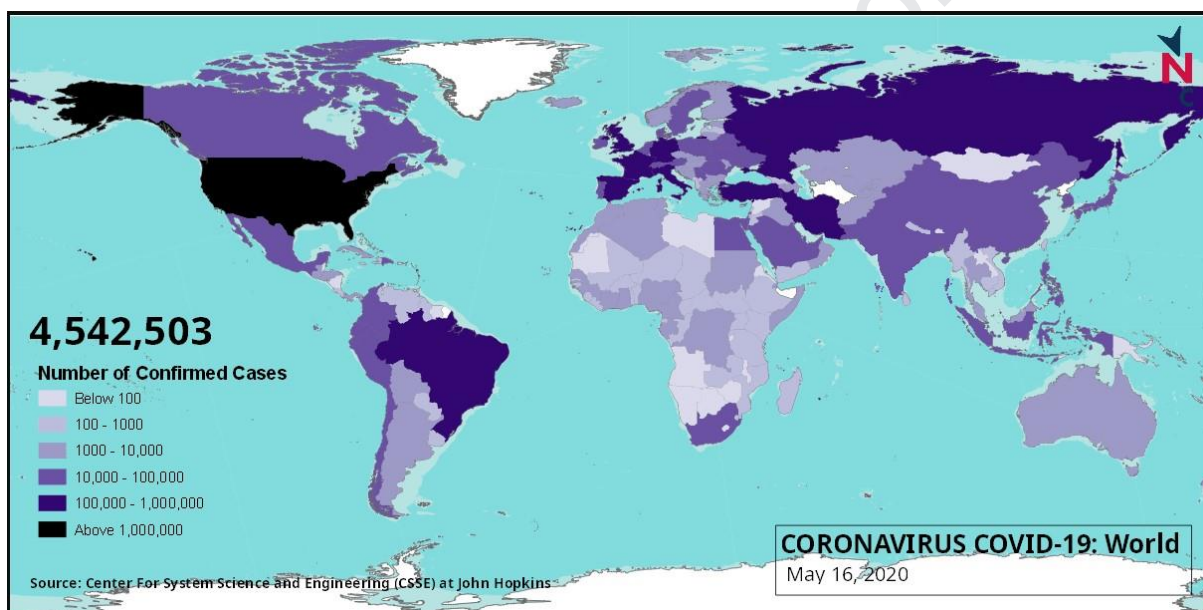 N
4,542,503
Number of Confirmed Cases
Below 100
100 - 1000
1000 - 10,000
10,000 - 100,000
100,000 - 1,000,000
Above 1,000,000
Source: Center For System Science and Engineering (CSSE) at John Hopkins
CORONAVIRUS COVID-19: World
May 16, 2020